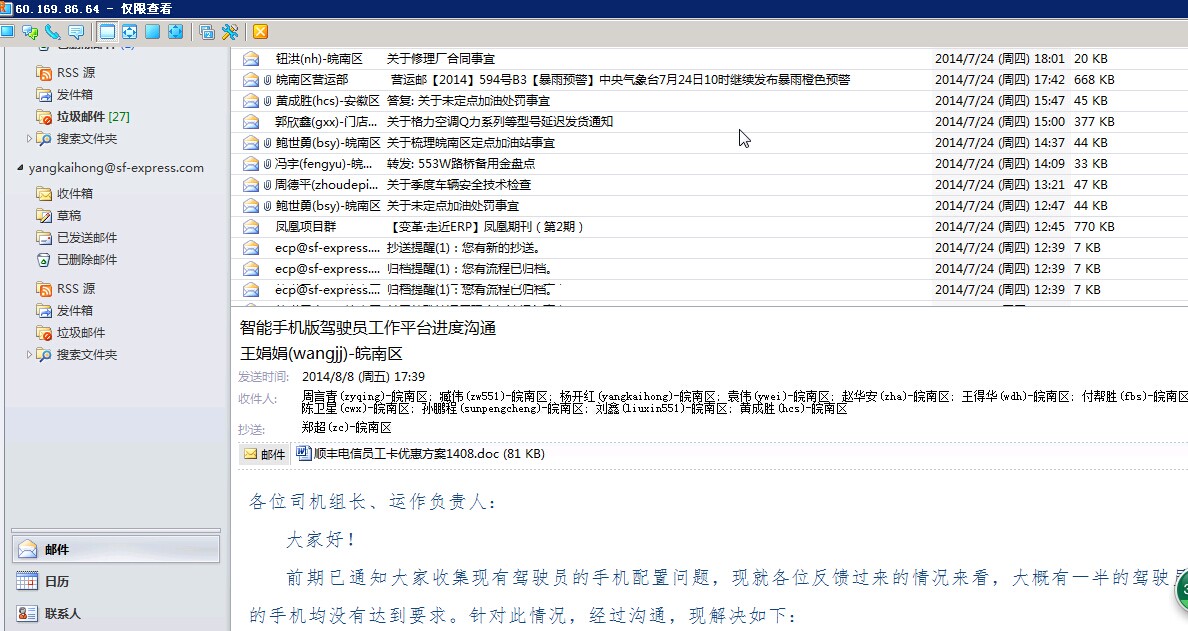 60.169.86.64 - 仅限查看
RSS 源
发件箱
垃圾邮件 [27]
搜索文件夹
yangkaihong@sf-express.com
收件箱
草稿
已发送邮件
已删除邮件
RSS 源
发件箱
垃圾邮件
搜索文件夹
邮件
日历
联系人
钮洪(nh)-皖南区 关于修理厂合同事宜 2014/7/24 (周四) 18:01 20 KB
皖南区营运部 营运邮【2014】594号B3【暴雨预警】中央气象台7月24日10时继续发布暴雨橙色预警 2014/7/24 (周四) 17:42 668 KB
黄成胜(hcs)-安徽区 答复: 关于未定点加油处罚事宜 2014/7/24 (周四) 15:47 45 KB
郭欣鑫(gxx)-门店... 关于格力空调Q力系列等型号延迟发货通知 2014/7/24 (周四) 15:00 377 KB
鲍世勇(bsy)-皖南区 关于梳理皖南区定点加油站事宜 2014/7/24 (周四) 14:37 44 KB
冯宇(fengyu)-皖... 转发: 553W路桥备用金盘点 2014/7/24 (周四) 14:09 33 KB
周德平(zhoudepi... 关于季度车辆安全技术检查 2014/7/24 (周四) 13:21 47 KB
鲍世勇(bsy)-皖南区 关于未定点加油处罚事宜 2014/7/24 (周四) 12:47 44 KB
凤凰项目群 【变革·走近ERP】凤凰期刊（第2期） 2014/7/24 (周四) 12:45 770 KB
ecp@sf-express.... 抄送提醒(1)：您有新的抄送。 2014/7/24 (周四) 12:39 7 KB
ecp@sf-express.... 归档提醒(1)：您有流程已归档。 2014/7/24 (周四) 12:39 7 KB
ecp@sf-express.... 归档提醒(1)：您有流程已归档。 2014/7/24 (周四) 12:39 7 KB
智能手机版驾驶员工作平台进度沟通
王娟娟(wangjj)-皖南区
发送时间: 2014/8/8 (周五) 17:39
收件人: 周言青(zyqing)-皖南区; 臧伟(zw551)-皖南区; 杨开红(yangkaihong)-皖南区; 袁伟(ywei)-皖南区; 赵华安(zha)-皖南区; 王得华(wdh)-皖南区; 付帮胜(fbs)-皖南区
陈卫星(cwx)-皖南区; 孙鹏程(sunpengcheng)-皖南区; 刘鑫(liuxin551)-皖南区; 黄成胜(hcs)-皖南区
抄送: 郑超(zc)-皖南区
邮件 顺丰电信员工卡优惠方案1408.doc (81 KB)
各位司机组长、运作负责人：
大家好！
前期已通知大家收集现有驾驶员的手机配置问题，现就各位反馈过来的情况来看，大概有一半的驾驶员
的手机均没有达到要求。针对此情况，经过沟通，现解决如下：